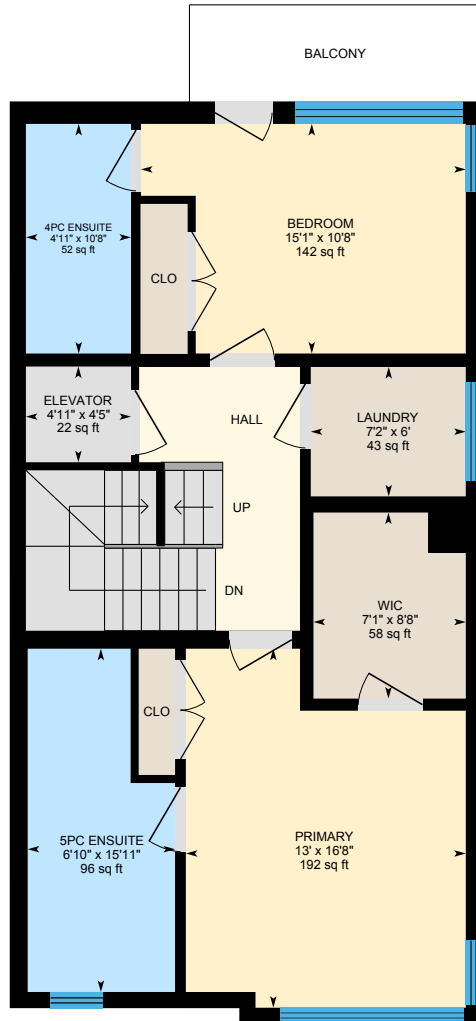 BALCONY
4PC ENSUITE
4'11" x 10'8"
52 sq ft
BEDROOM
15'1" x 10'8"
142 sq ft
CLO
ELEVATOR
4'11" x 4'5"
22 sq ft
HALL
LAUNDRY
7'2" x 6'
43 sq ft
UP
DN
WIC
7'1" x 8'8"
58 sq ft
CLO
5PC ENSUITE
6'10" x 15'11"
96 sq ft
PRIMARY
13' x 16'8"
192 sq ft